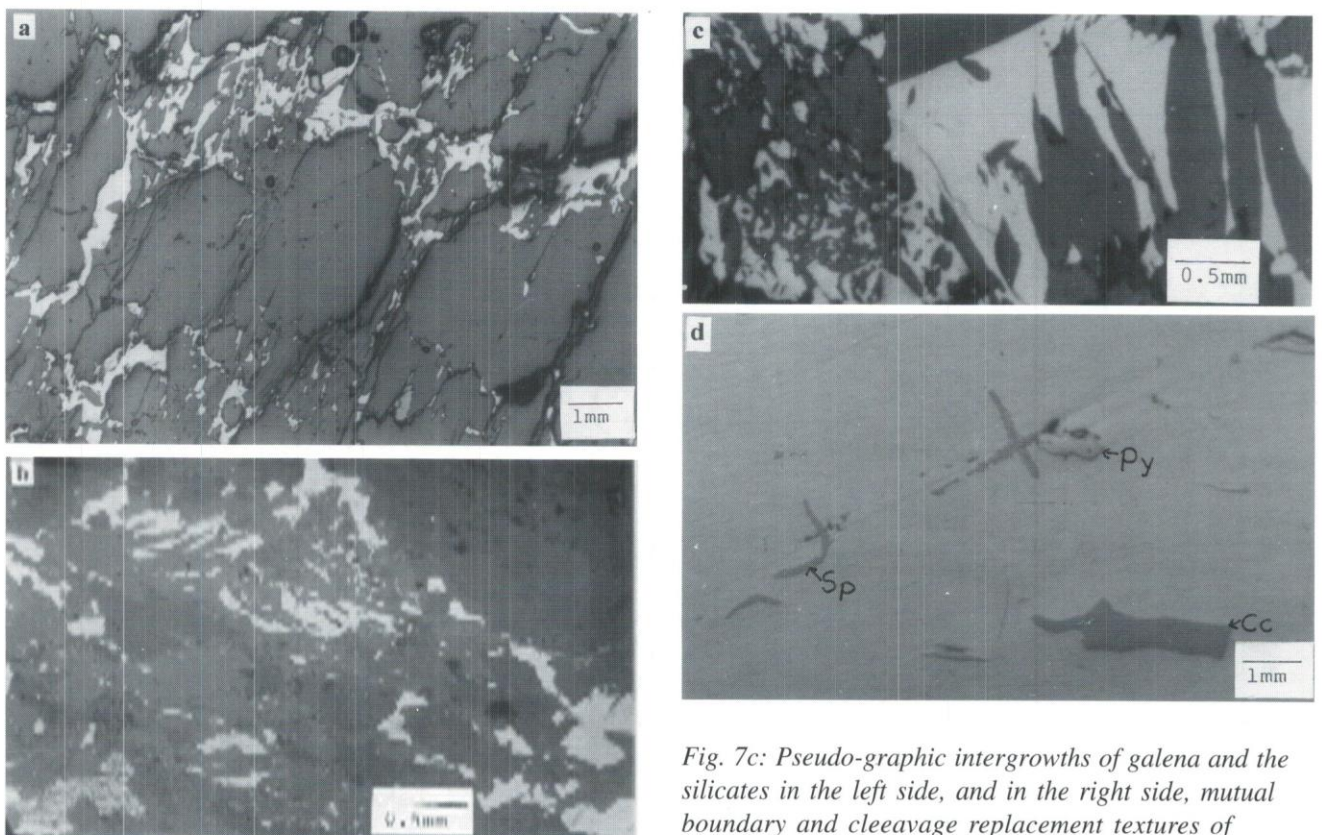 a
1mm
b
c
0.5mm
d
Py
Sp
Cc
1mm
Fig. 7c: Pseudo-graphic intergrowths of galena and the
silicates in the left side, and in the right side, mutual
boundary and cleeavage replacement textures of